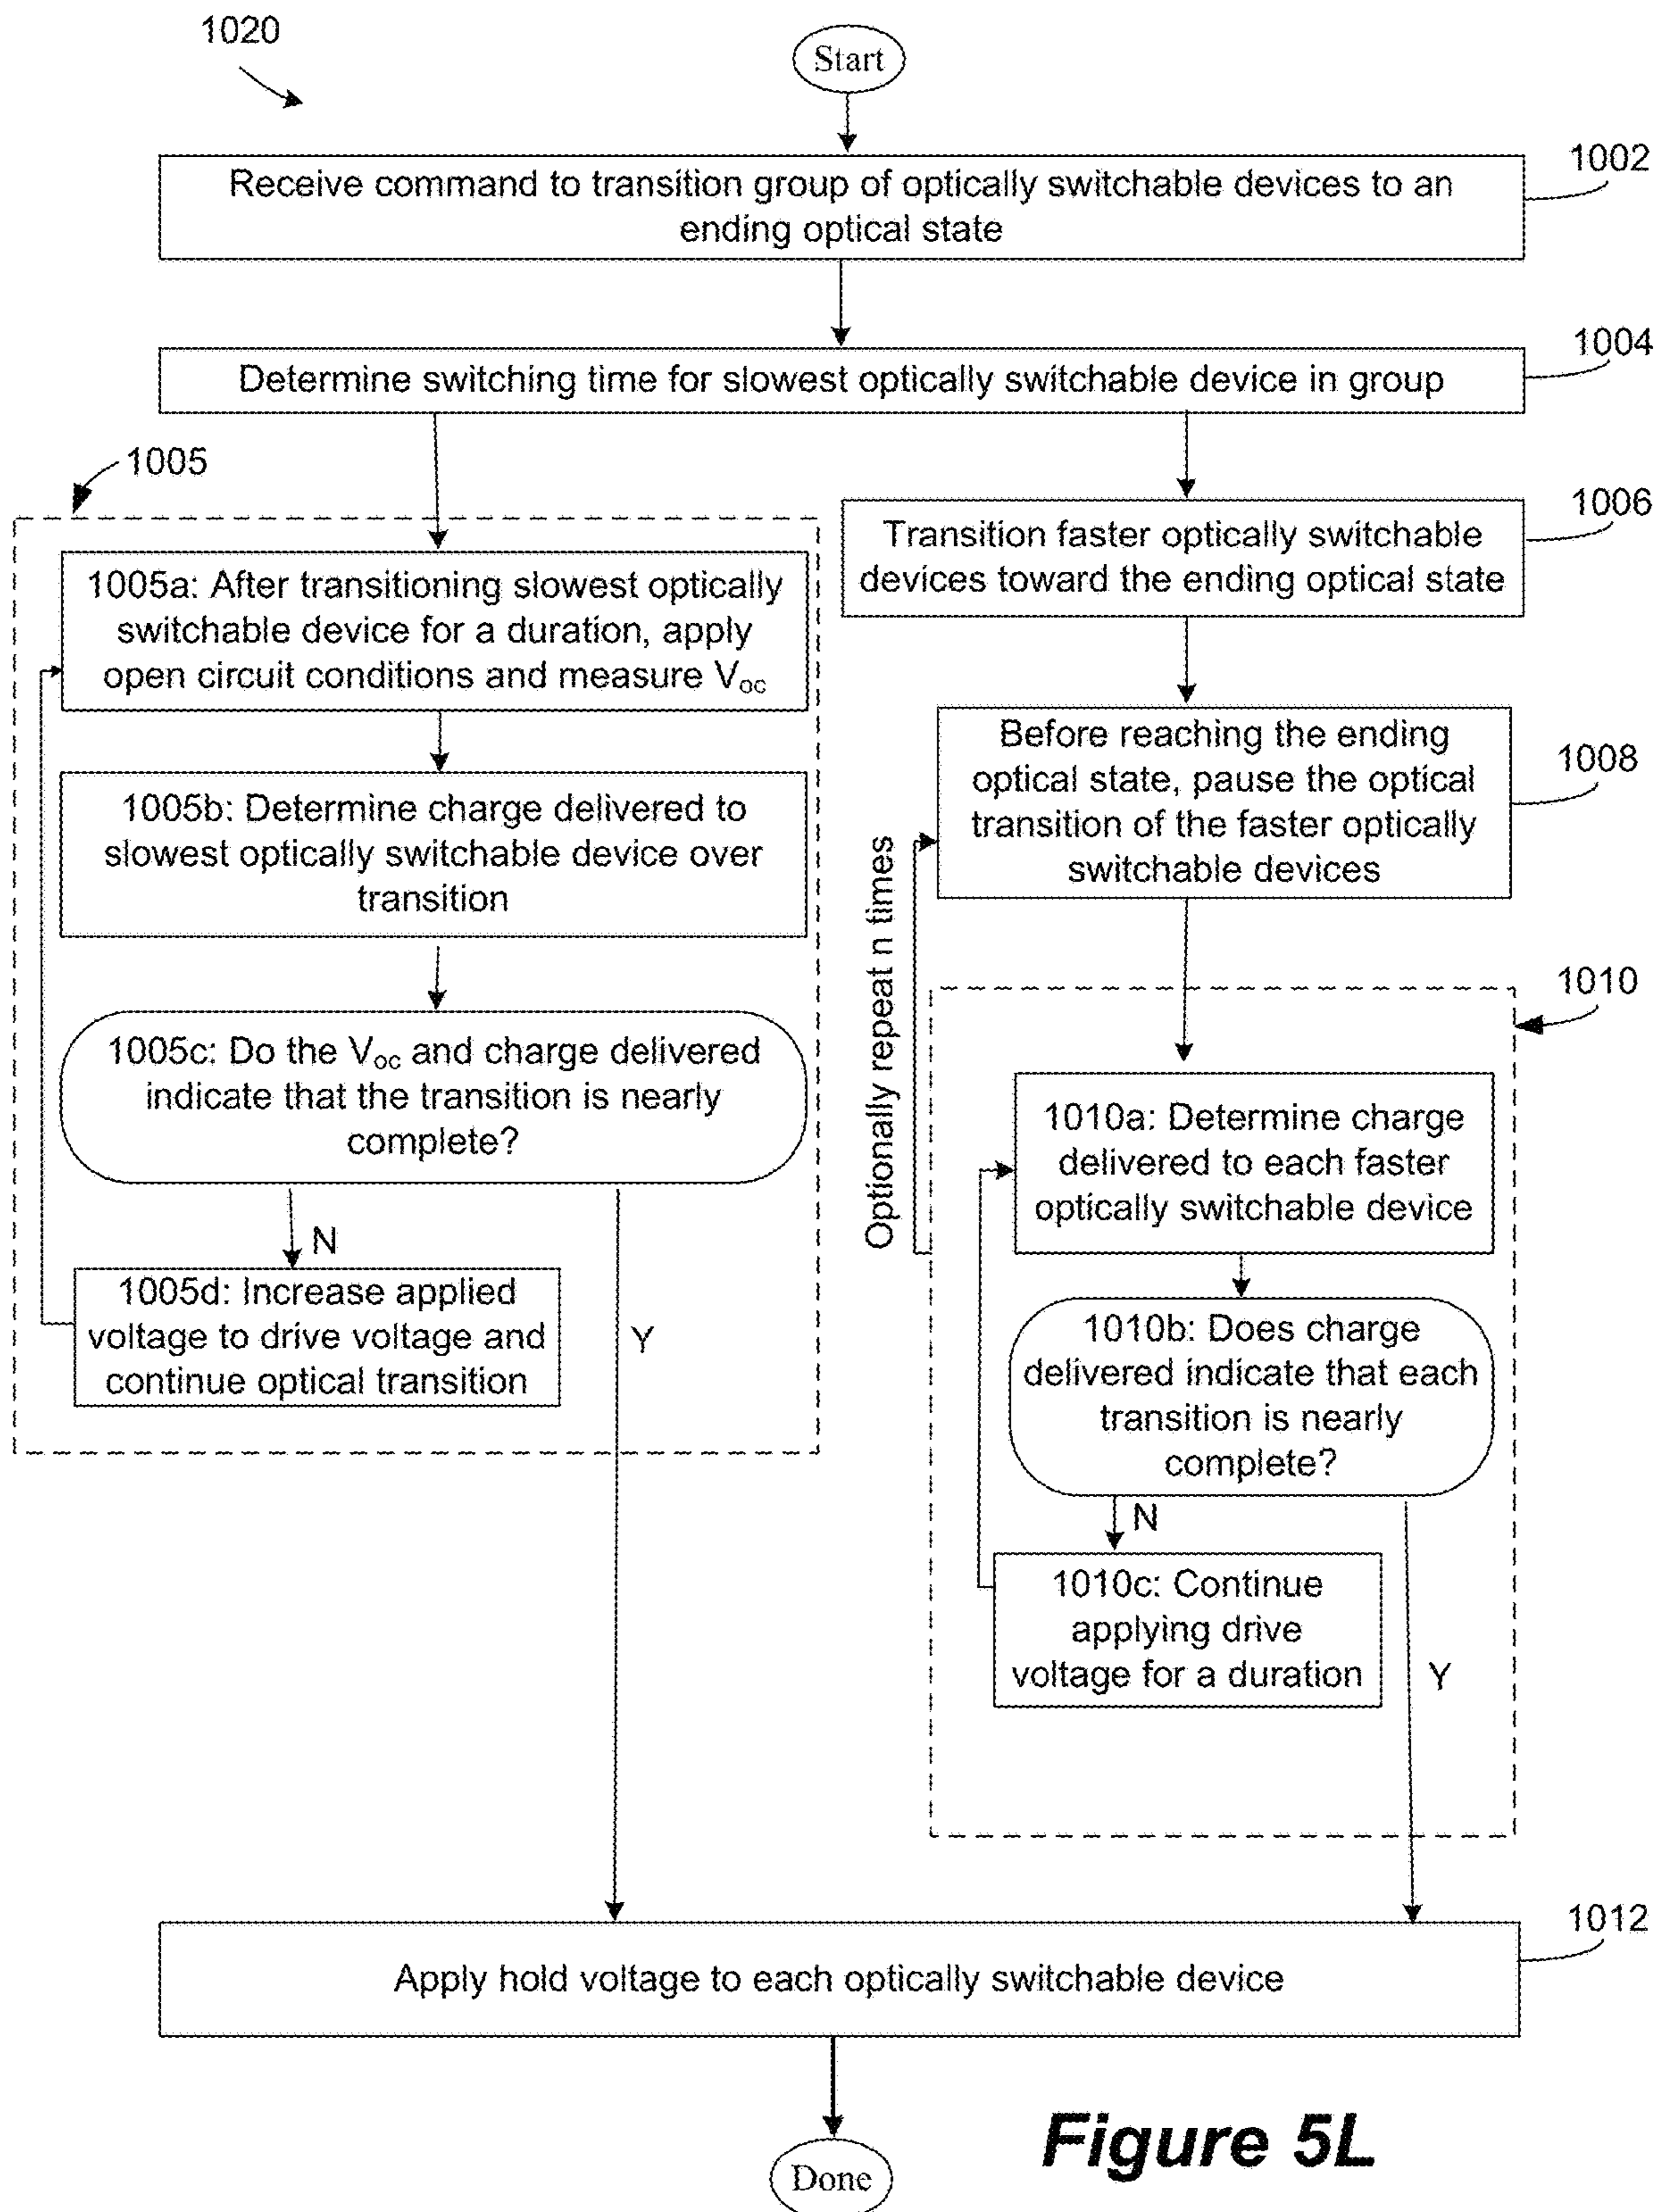 1020
Start
1002
Receive command to transition group of optically switchable devices to an
ending optical state
1004
Determine switching time for slowest optically switchable device in group
1005
1005a: After transitioning slowest optically
switchable device for a duration, apply
open circuit conditions and measure Voc
1005b: Determine charge delivered to
slowest optically switchable device over
transition
1005c: Do the Voc and charge delivered
indicate that the transition is nearly
complete?
N
1005d: Increase applied
voltage to drive voltage and
continue optical transition
Y
1006
Transition faster optically switchable
devices toward the ending optical state
1008
Before reaching the ending
optical state, pause the optical
transition of the faster optically
switchable devices
Optionally repeat n times
1010
1010a: Determine charge
delivered to each faster
optically switchable device
1010b: Does charge
delivered indicate that each
transition is nearly
complete?
N
1010c: Continue
applying drive
voltage for a duration
Y
1012
Apply hold voltage to each optically switchable device
Done
Figure 5L